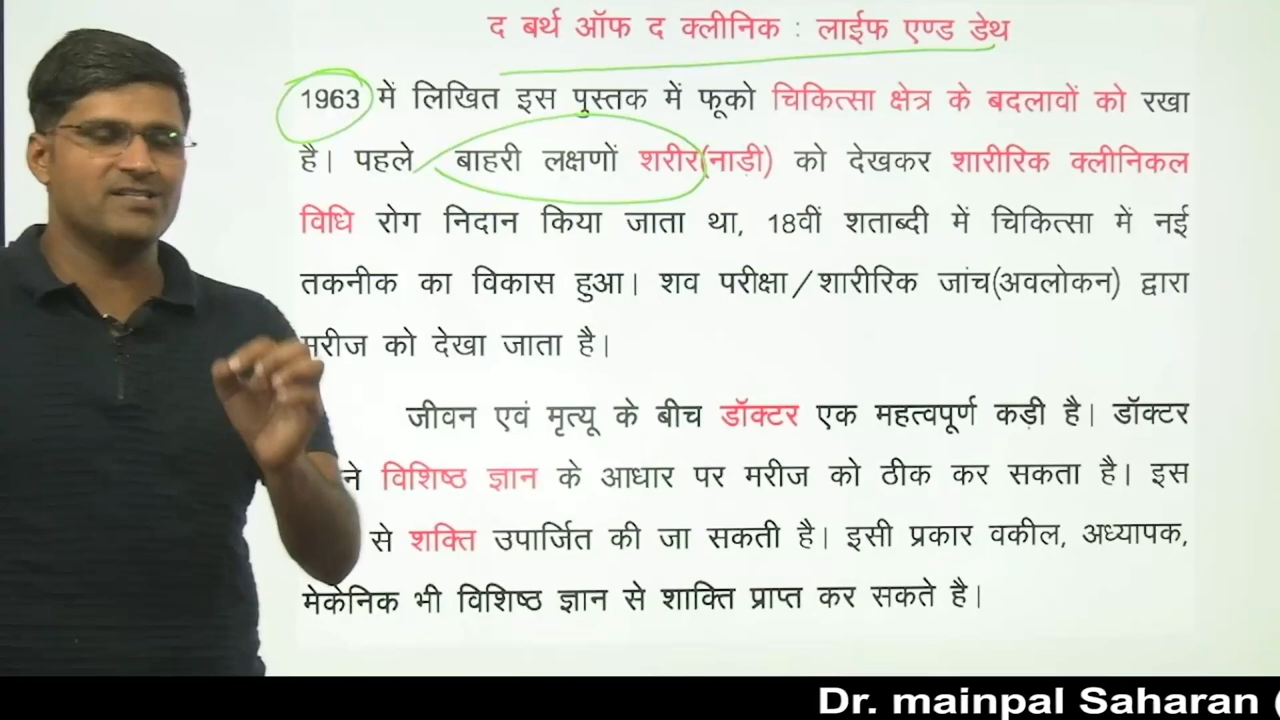 द बर्थ ऑफ द क्लीनिक : लाईफ एण्ड डेथ
1963 में लिखित इस पुस्तक में फूको चिकित्सा क्षेत्र के बदलावों को रखा
है। पहले बाहरी लक्षणों शरीर(नाड़ी) को देखकर शारीरिक क्लीनिकल
विधि रोग निदान किया जाता था, 18वीं शताब्दी में चिकित्सा में नई
तकनीक का विकास हुआ। शव परीक्षा/शारीरिक जांच(अवलोकन) द्वारा
मरीज को देखा जाता है।
जीवन एवं मृत्यू के बीच डॉक्टर एक महत्वपूर्ण कड़ी है। डॉक्टर
ने विशिष्ठ ज्ञान के आधार पर मरीज को ठीक कर सकता है। इस
से शक्ति उपार्जित की जा सकती है। इसी प्रकार वकील, अध्यापक,
मेकेनिक भी विशिष्ठ ज्ञान से शाक्ति प्राप्त कर सकते है।
Dr. mainpal Saharan (